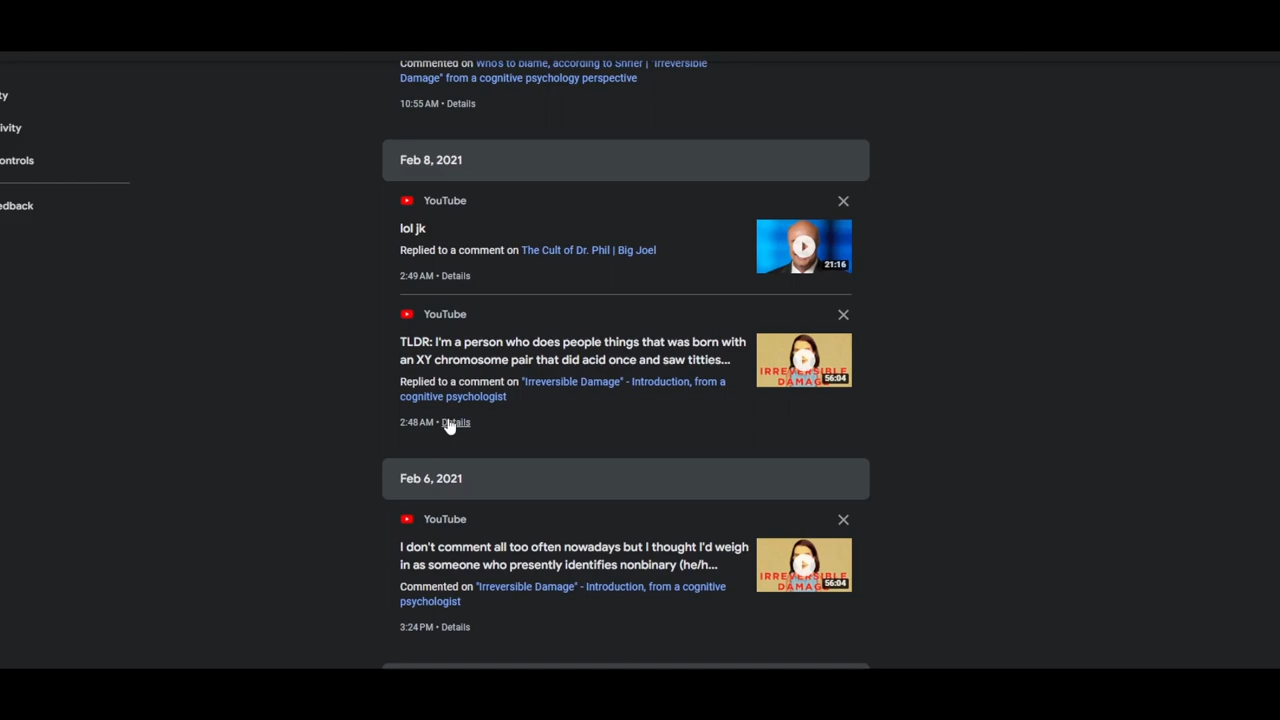 Commented on Who's to blame, according to Shrier | "Irreversible
Damage" from a cognitive psychology perspective
ty
10:55 AM • Details
ivity
Feb 8, 2021
ontrols
YouTube
edback
lol jk
Replied to a comment on The Cult of Dr. Phil | Big Joel
21:16
2:49 AM • Details
YouTube
TLDR: I'm a person who does people things that was born with
an XY chromosome pair that did acid once and saw titties...
IRREVERSIBLE
DAMAGE
56:04
Replied to a comment on "Irreversible Damage" - Introduction, from a
cognitive psychologist
2:48 AM • Details
Feb 6, 2021
YouTube
I don't comment all too often nowadays but I thought I'd weigh
in as someone who presently identifies nonbinary (he/h...
IRREVERSIBLE
DAMAGE
56:04
Commented on "Irreversible Damage" - Introduction, from a cognitive
psychologist
3:24 PM • Details